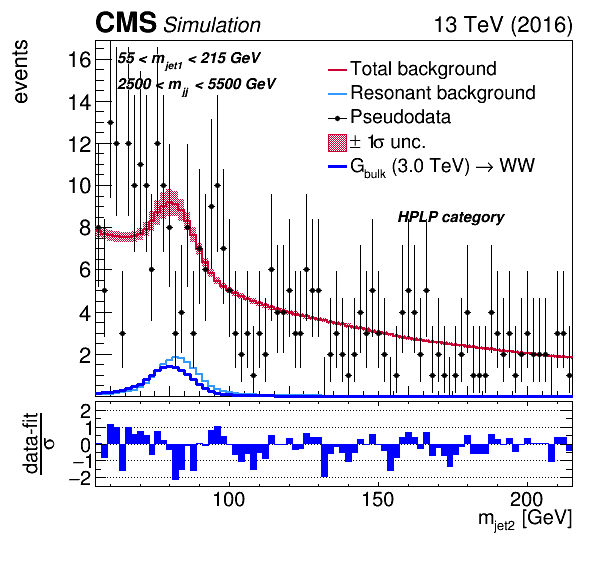 CMS Simulation 13 TeV (2016)
events
55 < m_jet1 < 215 GeV
2500 < m_jj < 5500 GeV
Total background
Resonant background
Pseudodata
± 1σ unc.
G_bulk (3.0 TeV) → WW
HPLP category
16
14
12
10
8
6
4
2
data-fit
σ
2
1
0
−1
−2
100 150 200
m_jet2 [GeV]